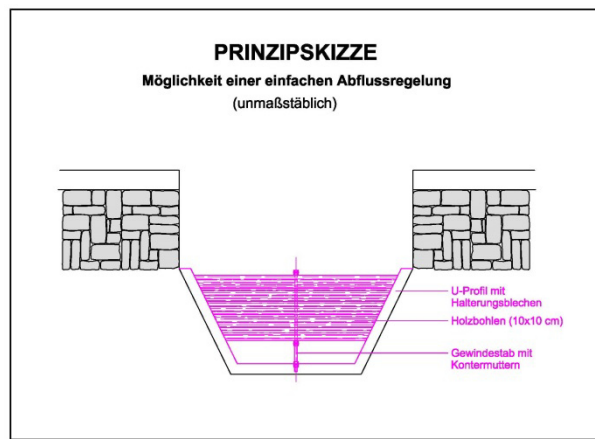 PRINZIPSKIZZE
Möglichkeit einer einfachen Abflussregelung
(unmaßstäblich)
U-Profil mit
Halterungsblechen
Holzbohlen (10x10 cm)
Gewindestab mit
Kontermuttern